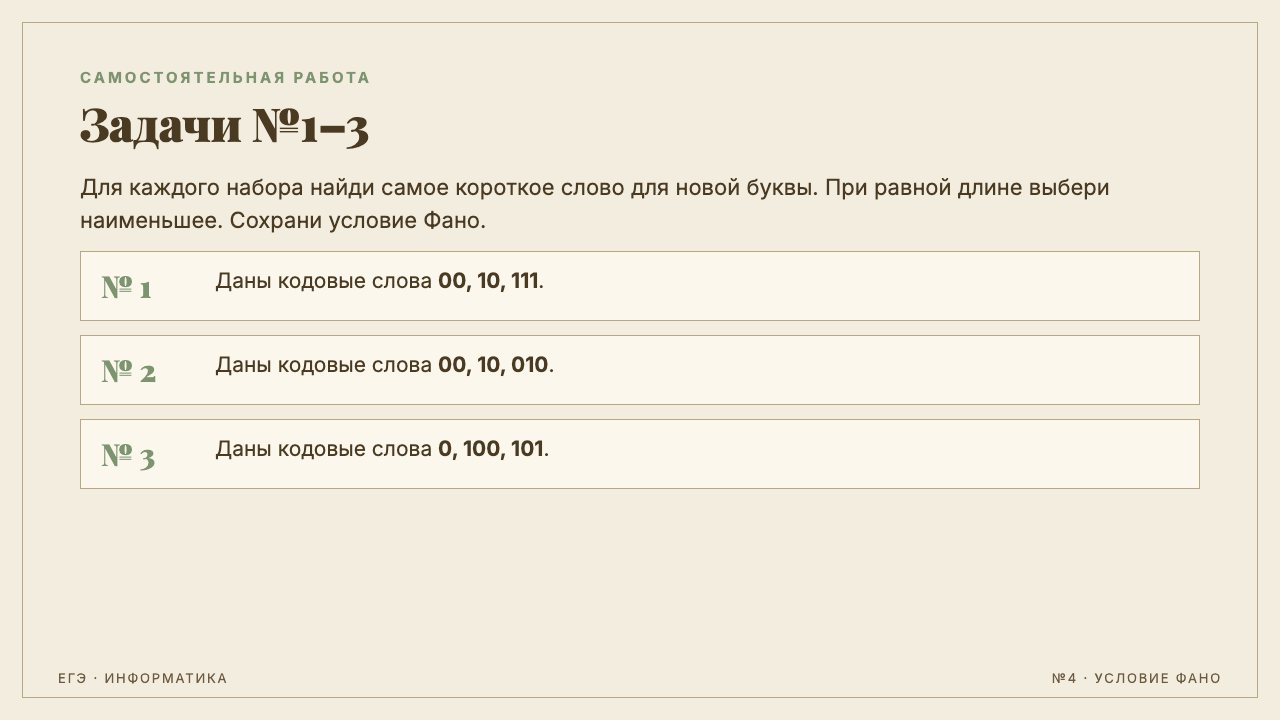 САМОСТОЯТЕЛЬНАЯ РАБОТА
Задачи №1–3
Для каждого набора найди самое короткое слово для новой буквы. При равной длине выбери
наименьшее. Сохрани условие Фано.
№ 1 Даны кодовые слова 00, 10, 111.
№ 2 Даны кодовые слова 00, 10, 010.
№ 3 Даны кодовые слова 0, 100, 101.
ЕГЭ · ИНФОРМАТИКА
№4 · УСЛОВИЕ ФАНО